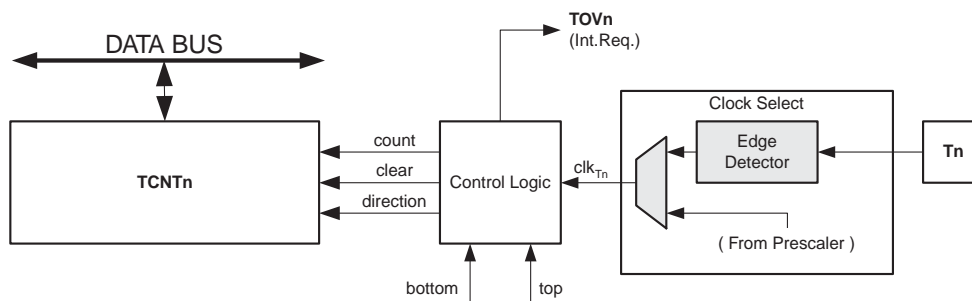 TOVn
(Int.Req.)
DATA BUS
Clock Select
count
Edge
Detector
Tn
TCNTn
clear
Control Logic
clkTn
direction
( From Prescaler )
bottom
top